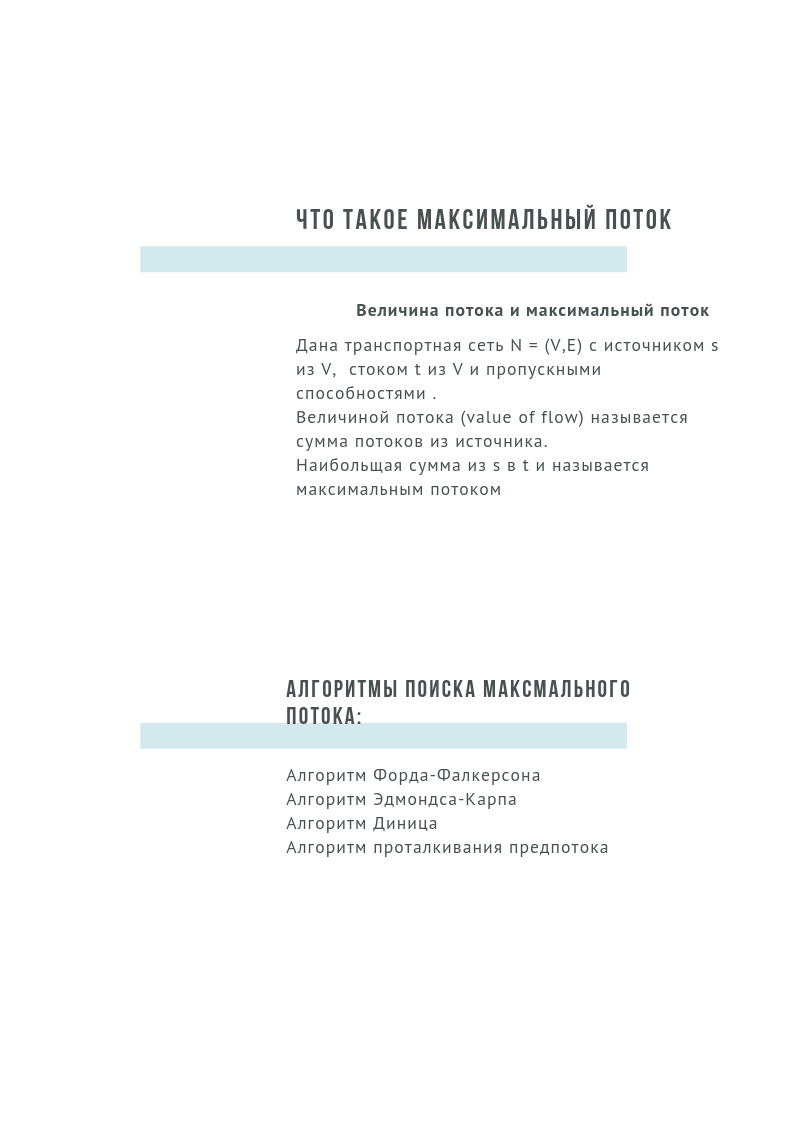 ЧТО ТАКОЕ МАКСИМАЛЬНЫЙ ПОТОК
Величина потока и максимальный поток
Дана транспортная сеть N = (V,E) с источником s
из V,  стоком t из V и пропускными
способностями .
Величиной потока (value of flow) называется
сумма потоков из источника.
Наибольщая сумма из s в t и называется
максимальным потоком
АЛГОРИТМЫ ПОИСКА МАКСМАЛЬНОГО
ПОТОКА:
Алгоритм Форда-Фалкерсона
Алгоритм Эдмондса-Карпа
Алгоритм Диница
Алгоритм проталкивания предпотока